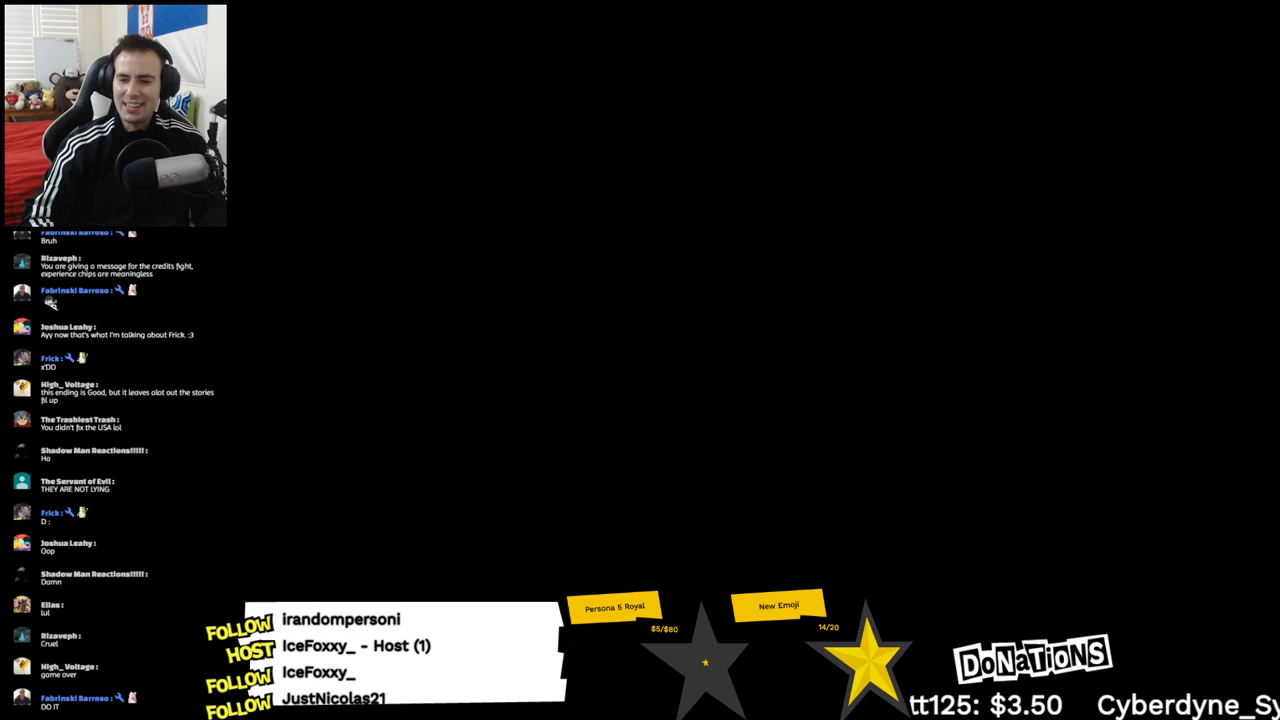 Fabrinski Barroso :
Bruh
Rizaveph :
You are giving a message for the credits fight,
experience chips are meaningless
Fabrinski Barroso :
Joshua Leahy :
Ayy now that's what I'm talking about Frick. :3
Frick :
x'DD
High_Voltage :
this ending is Good, but it leaves alot out the stories
fil up
The Trashiest Trash :
You didn't fix the USA lol
Shadow Man Reactions!!!!! :
Ha
The Servant of Evil :
THEY ARE NOT LYING
Frick :
D :
Joshua Leahy :
Oop
Shadow Man Reactions!!!!! :
Damn
Elias :
lul
Rizaveph :
Cruel
High_Voltage :
game over
Fabrinski Barroso :
DO IT
FOLLOW irandompersoni
HOST IceFoxxy_ - Host (1)
FOLLOW IceFoxxy_
FOLLOW JustNicolas21
Persona 5 Royal
$5/$80
New Emoji
14/20
DoNATiONS
tt125: $3.50 Cyberdyne_Sy